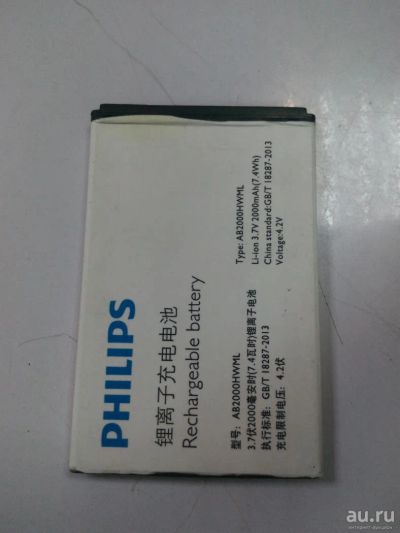 PHILIPS
锂离子充电电池
Rechargeable battery
Type: AB2000HWML
Li-ion 3.7V 2000mAh(7.4Wh)
China standard:GB/T 18287-2013
Voltage:4.2V
型号: AB2000HWML
3.7伏2000毫安时(7.4瓦时)锂离子电池
执行标准: GB/T 18287-2013
充电限制电压: 4.2伏
au.ru